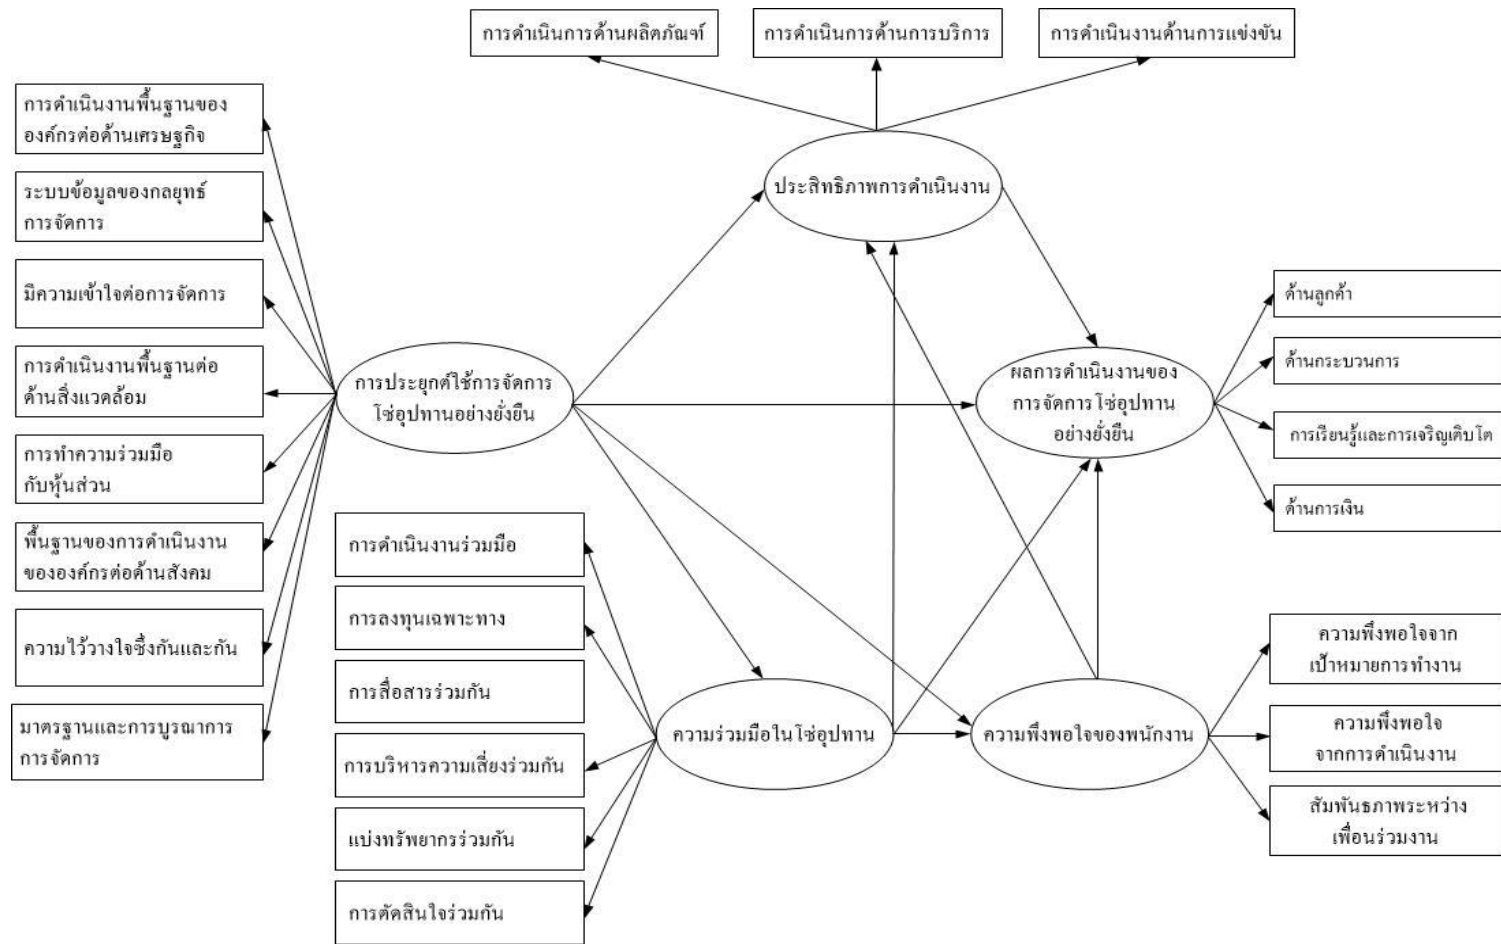 การดำเนินการด้านผลิตภัณฑ์
การดำเนินการด้านการบริการ
การดำเนินงานด้านการแข่งขัน
การดำเนินงานพื้นฐานของ
องค์กรต่อด้านเศรษฐกิจ
ระบบข้อมูลของกลยุทธ์
การจัดการ
มีความเข้าใจต่อการจัดการ
การดำเนินงานพื้นฐานต่อ
ด้านสิ่งแวดล้อม
การทำความร่วมมือ
กับหุ้นส่วน
พื้นฐานของการดำเนินงาน
ขององค์กรต่อด้านสังคม
ความไว้วางใจซึ่งกันและกัน
มาตรฐานและการบูรณาการ
การจัดการ
ประสิทธิภาพการดำเนินงาน
การประยุกต์ใช้การจัดการ
โซ่อุปทานอย่างยั่งยืน
ผลการดำเนินงานของ
การจัดการโซ่อุปทาน
อย่างยั่งยืน
ด้านลูกค้า
ด้านกระบวนการ
การเรียนรู้และการเจริญเติบโต
ด้านการเงิน
การดำเนินงานร่วมมือ
การลงทุนเฉพาะทาง
การสื่อสารร่วมกัน
การบริหารความเสี่ยงร่วมกัน
แบ่งทรัพยากรร่วมกัน
การตัดสินใจร่วมกัน
ความร่วมมือในโซ่อุปทาน
ความพึงพอใจของพนักงาน
ความพึงพอใจจาก
เป้าหมายการทำงาน
ความพึงพอใจ
จากการดำเนินงาน
สัมพันธภาพระหว่าง
เพื่อนร่วมงาน